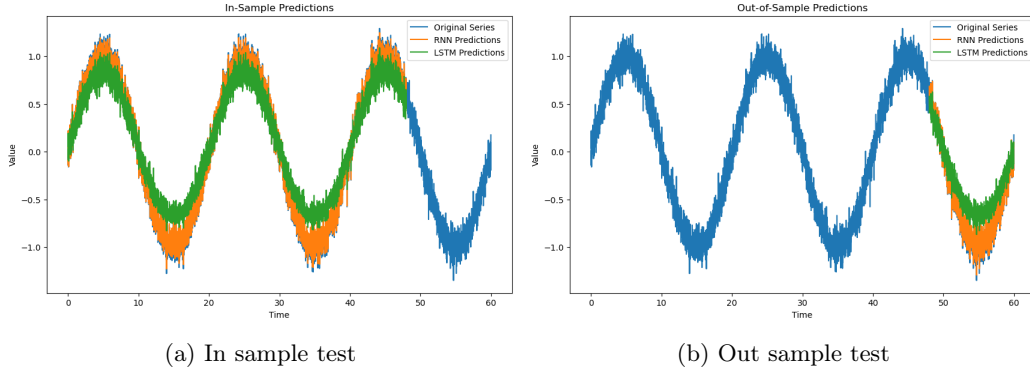 In-Sample Predictions
Original Series
RNN Predictions
LSTM Predictions
1.0
0.5
0.0
−0.5
−1.0
Value
0
10
20
30
40
50
60
Time
(a) In sample test
Out-of-Sample Predictions
Original Series
RNN Predictions
LSTM Predictions
1.0
0.5
0.0
−0.5
−1.0
Value
0
10
20
30
40
50
60
Time
(b) Out sample test